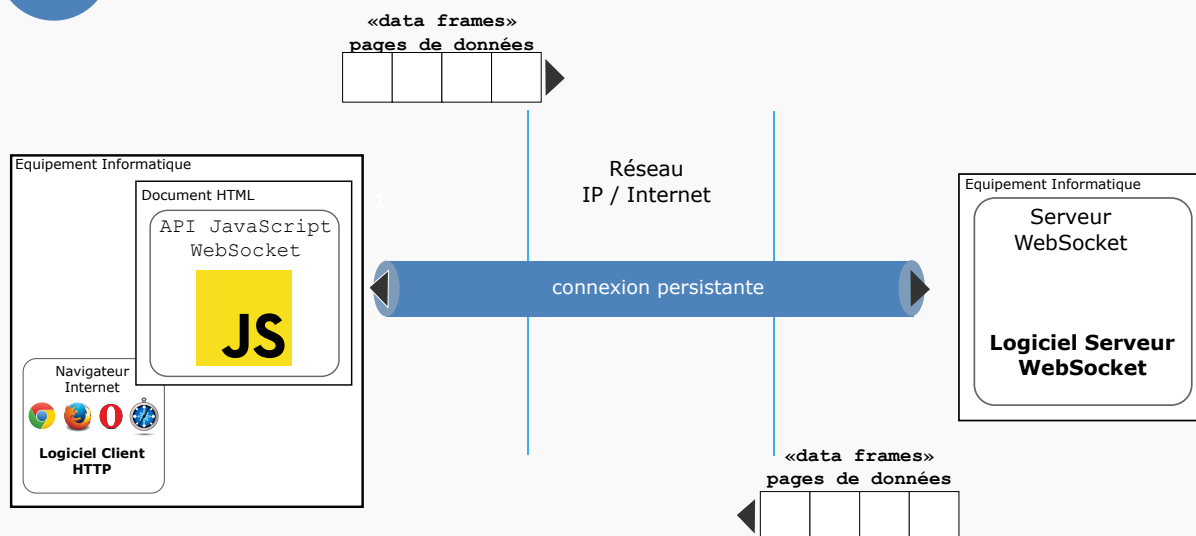 «data frames»
pages de données
Equipement Informatique
Document HTML
API JavaScript
WebSocket
JS
Navigateur
Internet
Logiciel Client
HTTP
1
Réseau
IP / Internet
connexion persistante
Equipement Informatique
Serveur
WebSocket
Logiciel Serveur
WebSocket
«data frames»
pages de données